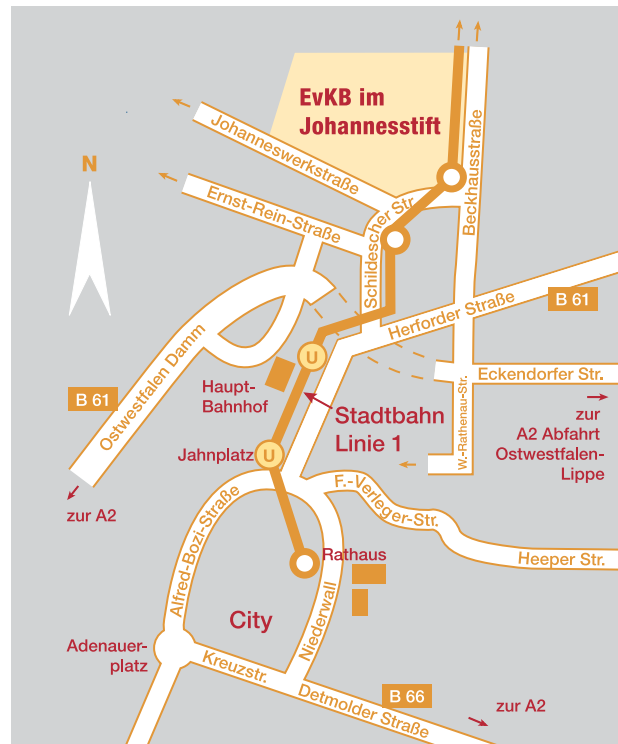 EvKB im
Johannesstift
Johanneswerkstraße
Beckhausstraße
N
Ernst-Rein-Straße
Schildescher Str.
B 61
Herforder Straße
Ostwestfalen Damm
U
Haupt-
Bahnhof
Eckendorfer Str.
B 61
Stadtbahn
Linie 1
W.-Rathenau-Str.
zur
A2 Abfahrt
Ostwestfalen-
Lippe
Jahnplatz
U
F.-Verleger-Str.
zur A2
Alfred-Bozi-Straße
Rathaus
Heeper Str.
City
Niederwall
Adenauer-
platz
Kreuzstr.
B 66
Detmolder Straße
zur A2